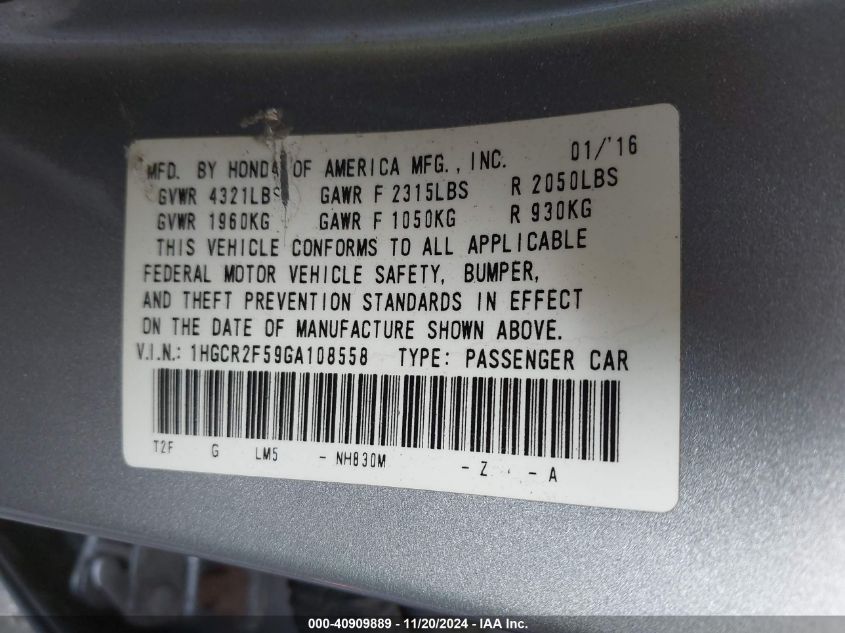 MFD. BY HONDA OF AMERICA MFG., INC. 01/'16
GVWR 4321LBS GAWR F 2315LBS R 2050LBS
GVWR 1960KG GAWR F 1050KG R 930KG
THIS VEHICLE CONFORMS TO ALL APPLICABLE
FEDERAL MOTOR VEHICLE SAFETY, BUMPER,
AND THEFT PREVENTION STANDARDS IN EFFECT
ON THE DATE OF MANUFACTURE SHOWN ABOVE.
V.I.N.: 1HGCR2F59GA108558 TYPE: PASSENGER CAR
T2F G LM5 - NH830M - Z - A
000-40909889 - 11/20/2024 - IAA Inc.